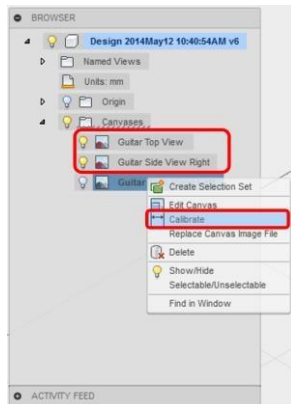 BROWSER
Design 2014May12 10:40:54AM v6
Named Views
Units: mm
Origin
Canvases
Guitar Top View
Guitar Side View Right
Guitar
Create Selection Set
Edit Canvas
Calibrate
Replace Canvas Image File
Delete
Show/Hide
Selectable/Unselectable
Find in Window
ACTIVITY FEED